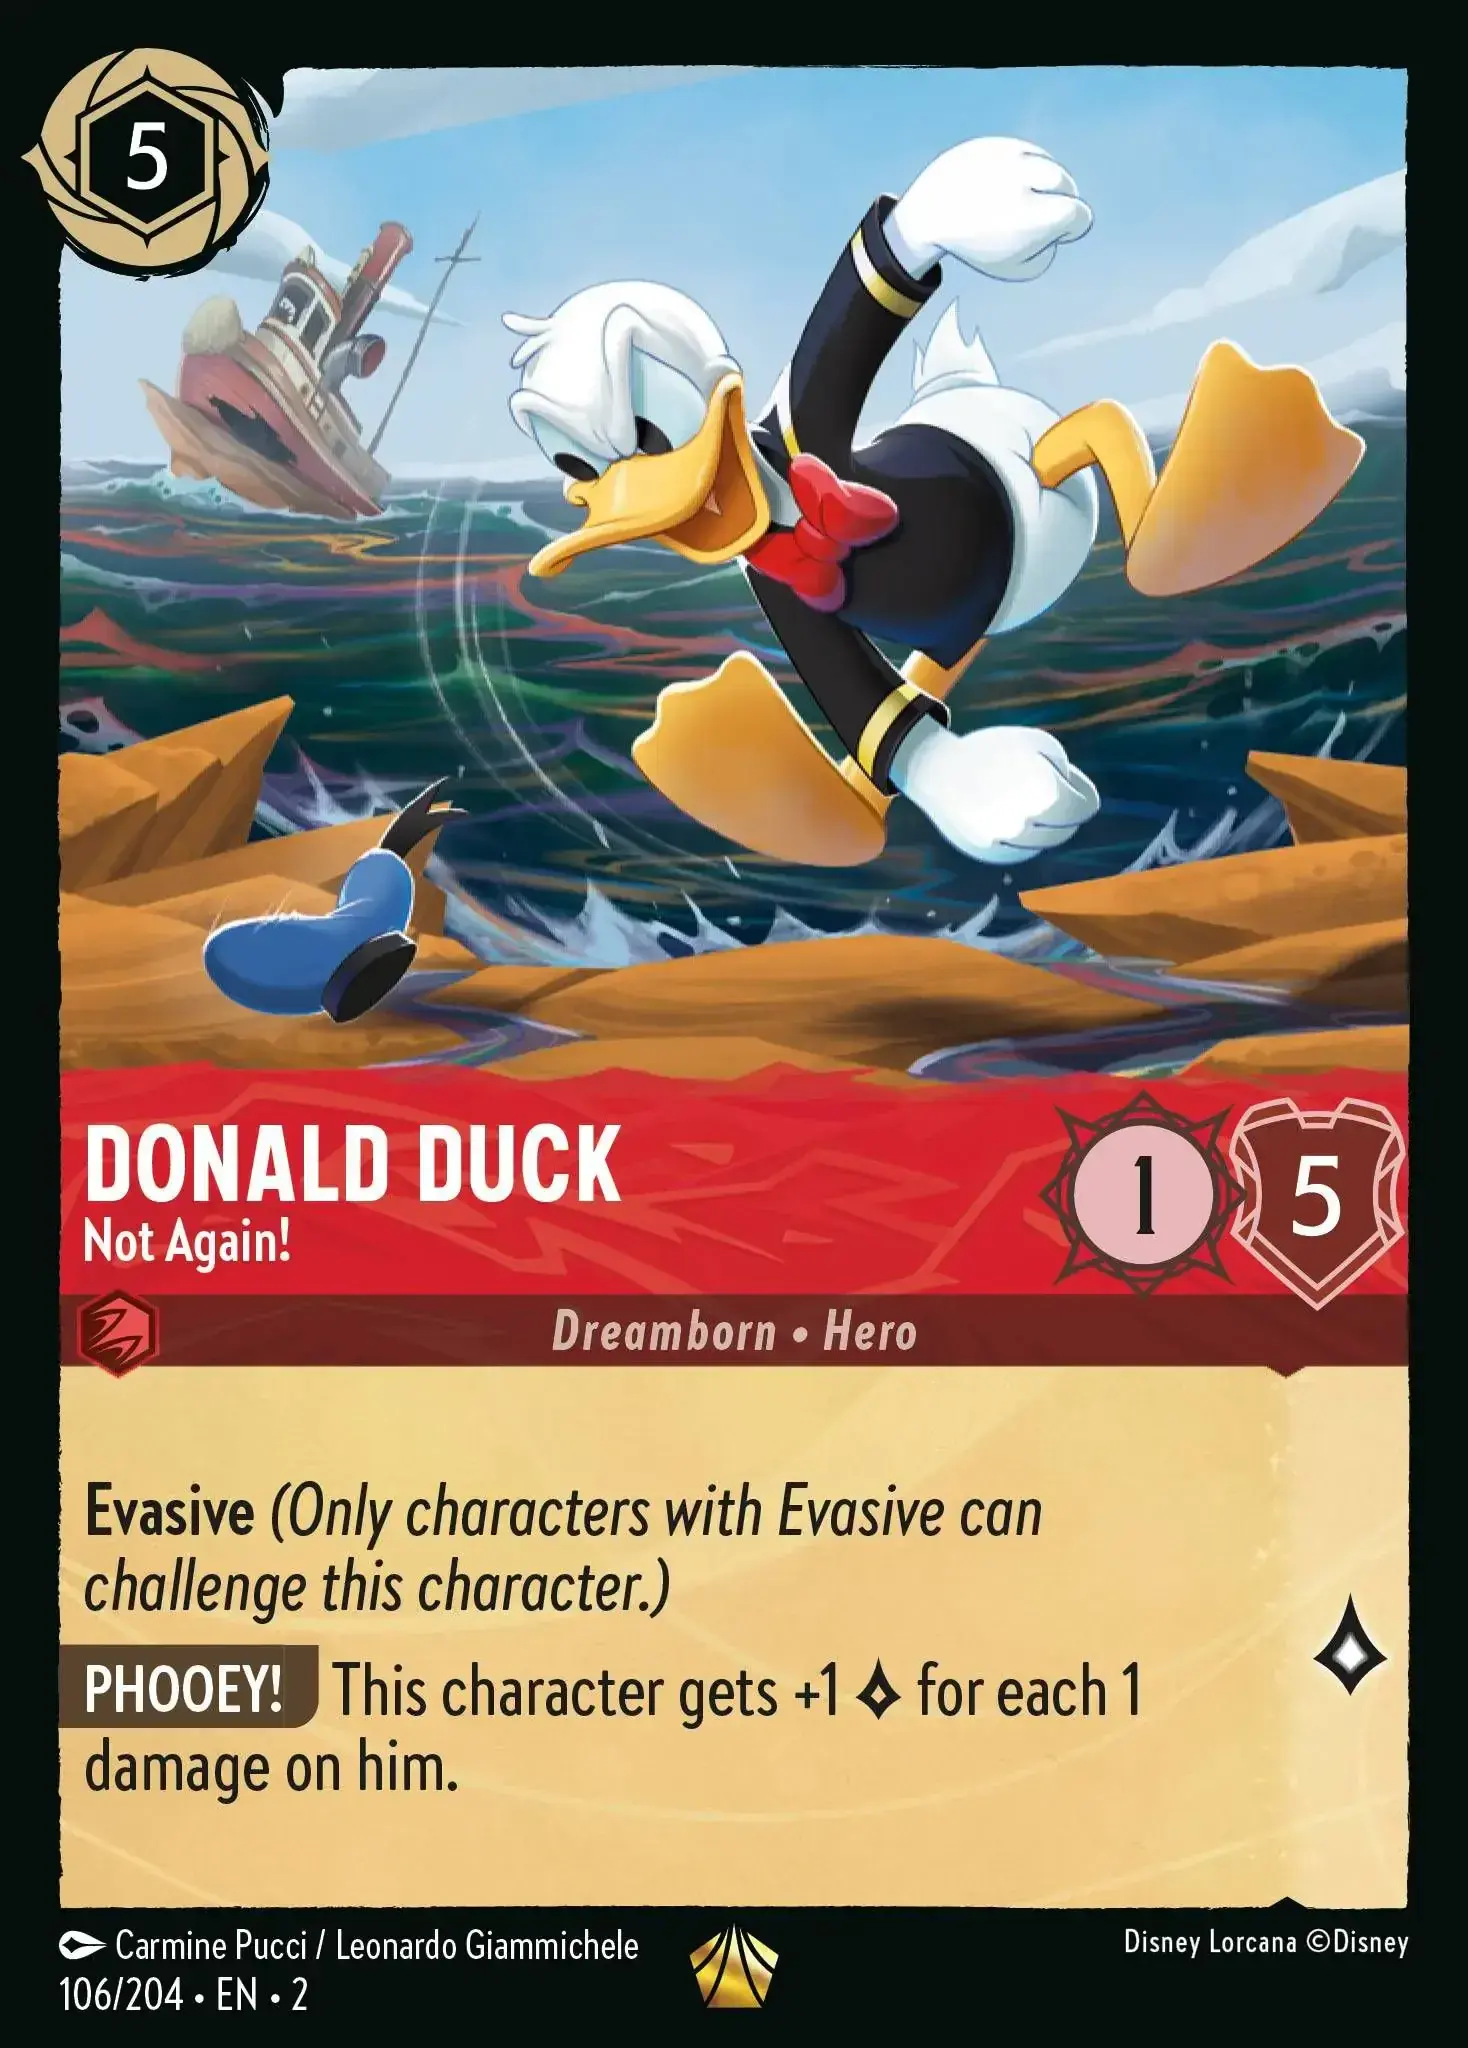 5
DONALD DUCK
Not Again!
1
5
Dreamborn • Hero
Evasive (Only characters with Evasive can
challenge this character.)
PHOOEY! This character gets +1 for each 1
damage on him.
Carmine Pucci / Leonardo Giammichele
Disney Lorcana ©Disney
106/204 • EN • 2